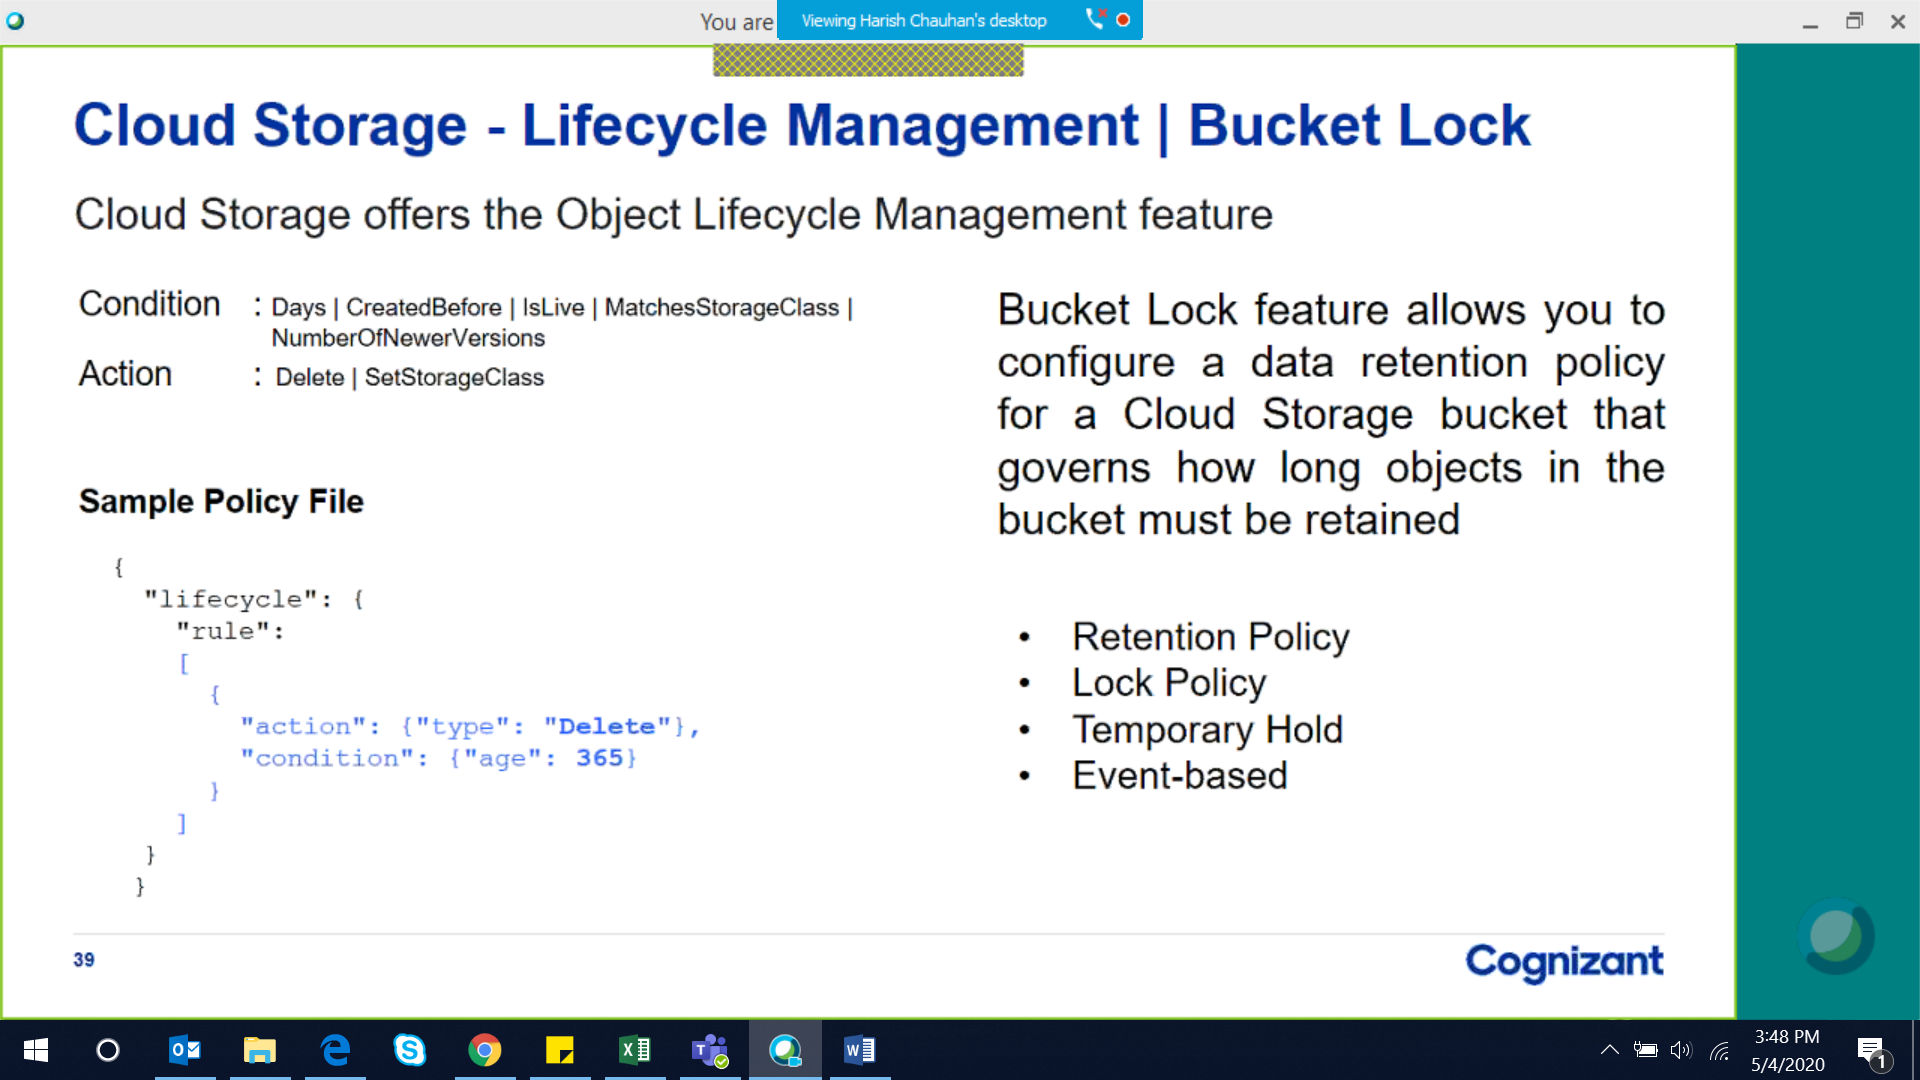 You are
Viewing Harish Chauhan's desktop
Cloud Storage - Lifecycle Management | Bucket Lock
Cloud Storage offers the Object Lifecycle Management feature
Condition : Days | CreatedBefore | IsLive | MatchesStorageClass |
NumberOfNewerVersions
Action : Delete | SetStorageClass
Sample Policy File
{
"lifecycle": {
"rule":
[
{
"action": {"type": "Delete"},
"condition": {"age": 365}
}
]
}
}
Bucket Lock feature allows you to
configure a data retention policy
for a Cloud Storage bucket that
governs how long objects in the
bucket must be retained
• Retention Policy
• Lock Policy
• Temporary Hold
• Event-based
39
Cognizant
3:48 PM
5/4/2020
1